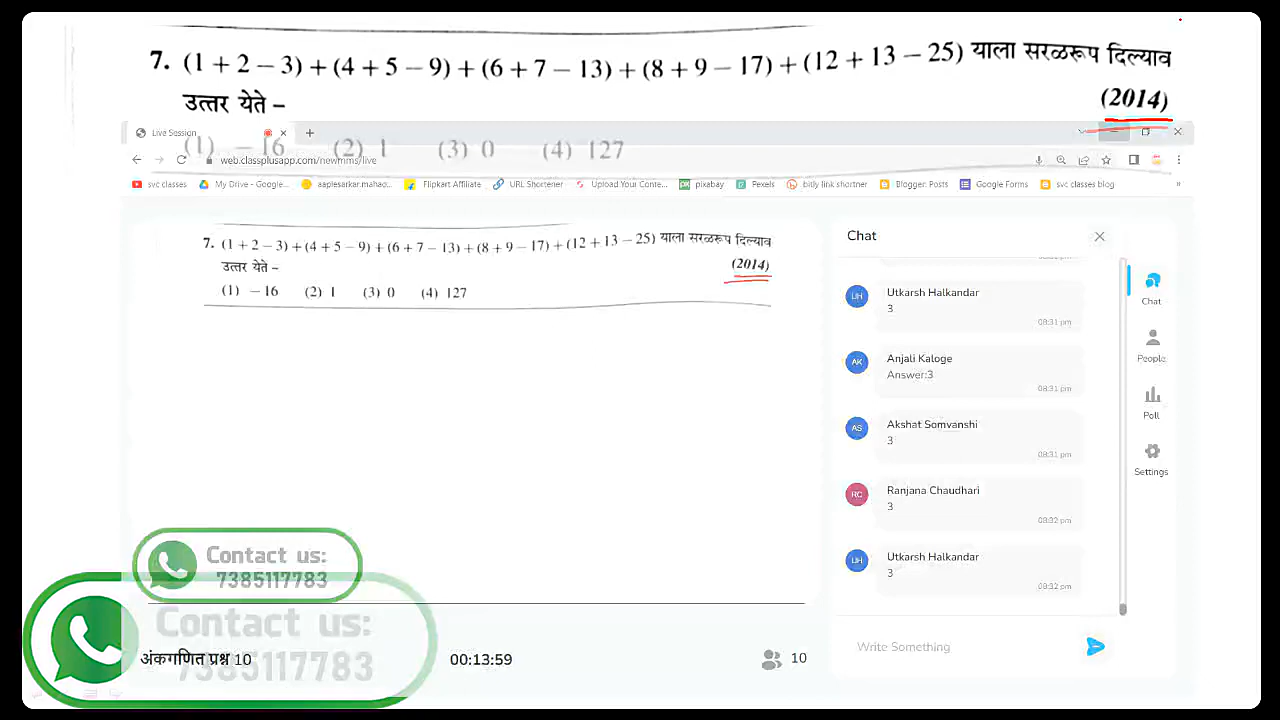 7. (1 + 2 – 3) + (4 + 5 – 9) + (6 + 7 – 13) + (8 + 9 – 17) + (12 + 13 – 25) याला सरळरूप दिल्याव
उत्तर येते –
(2014)
Live Session
(1) – 16 (2) 1 (3) 0 (4) 127
web.classplusapp.com/newmms/live
svc classes
My Drive - Google...
aaplesarkar.mahao...
Flipkart Affiliate
URL Shortener
Upload Your Conte...
pixabay
Pexels
bitly link shortner
Blogger: Posts
Google Forms
svc classes blog
7. (1 + 2 – 3) + (4 + 5 – 9) + (6 + 7 – 13) + (8 + 9 – 17) + (12 + 13 – 25) याला सरळरूप दिल्याव
उत्तर येते –
(2014)
(1) – 16 (2) 1 (3) 0 (4) 127
Chat
Utkarsh Halkandar
3
08:31 pm
Anjali Kaloge
Answer:3
08:31 pm
Akshat Somvanshi
3
08:31 pm
Ranjana Chaudhari
3
08:32 pm
Utkarsh Halkandar
3
08:32 pm
Write Something
Chat
People
Poll
Settings
Contact us:
7385117783
Contact us:
7385117783
अंकगणित प्रश्न 10
00:13:59
10